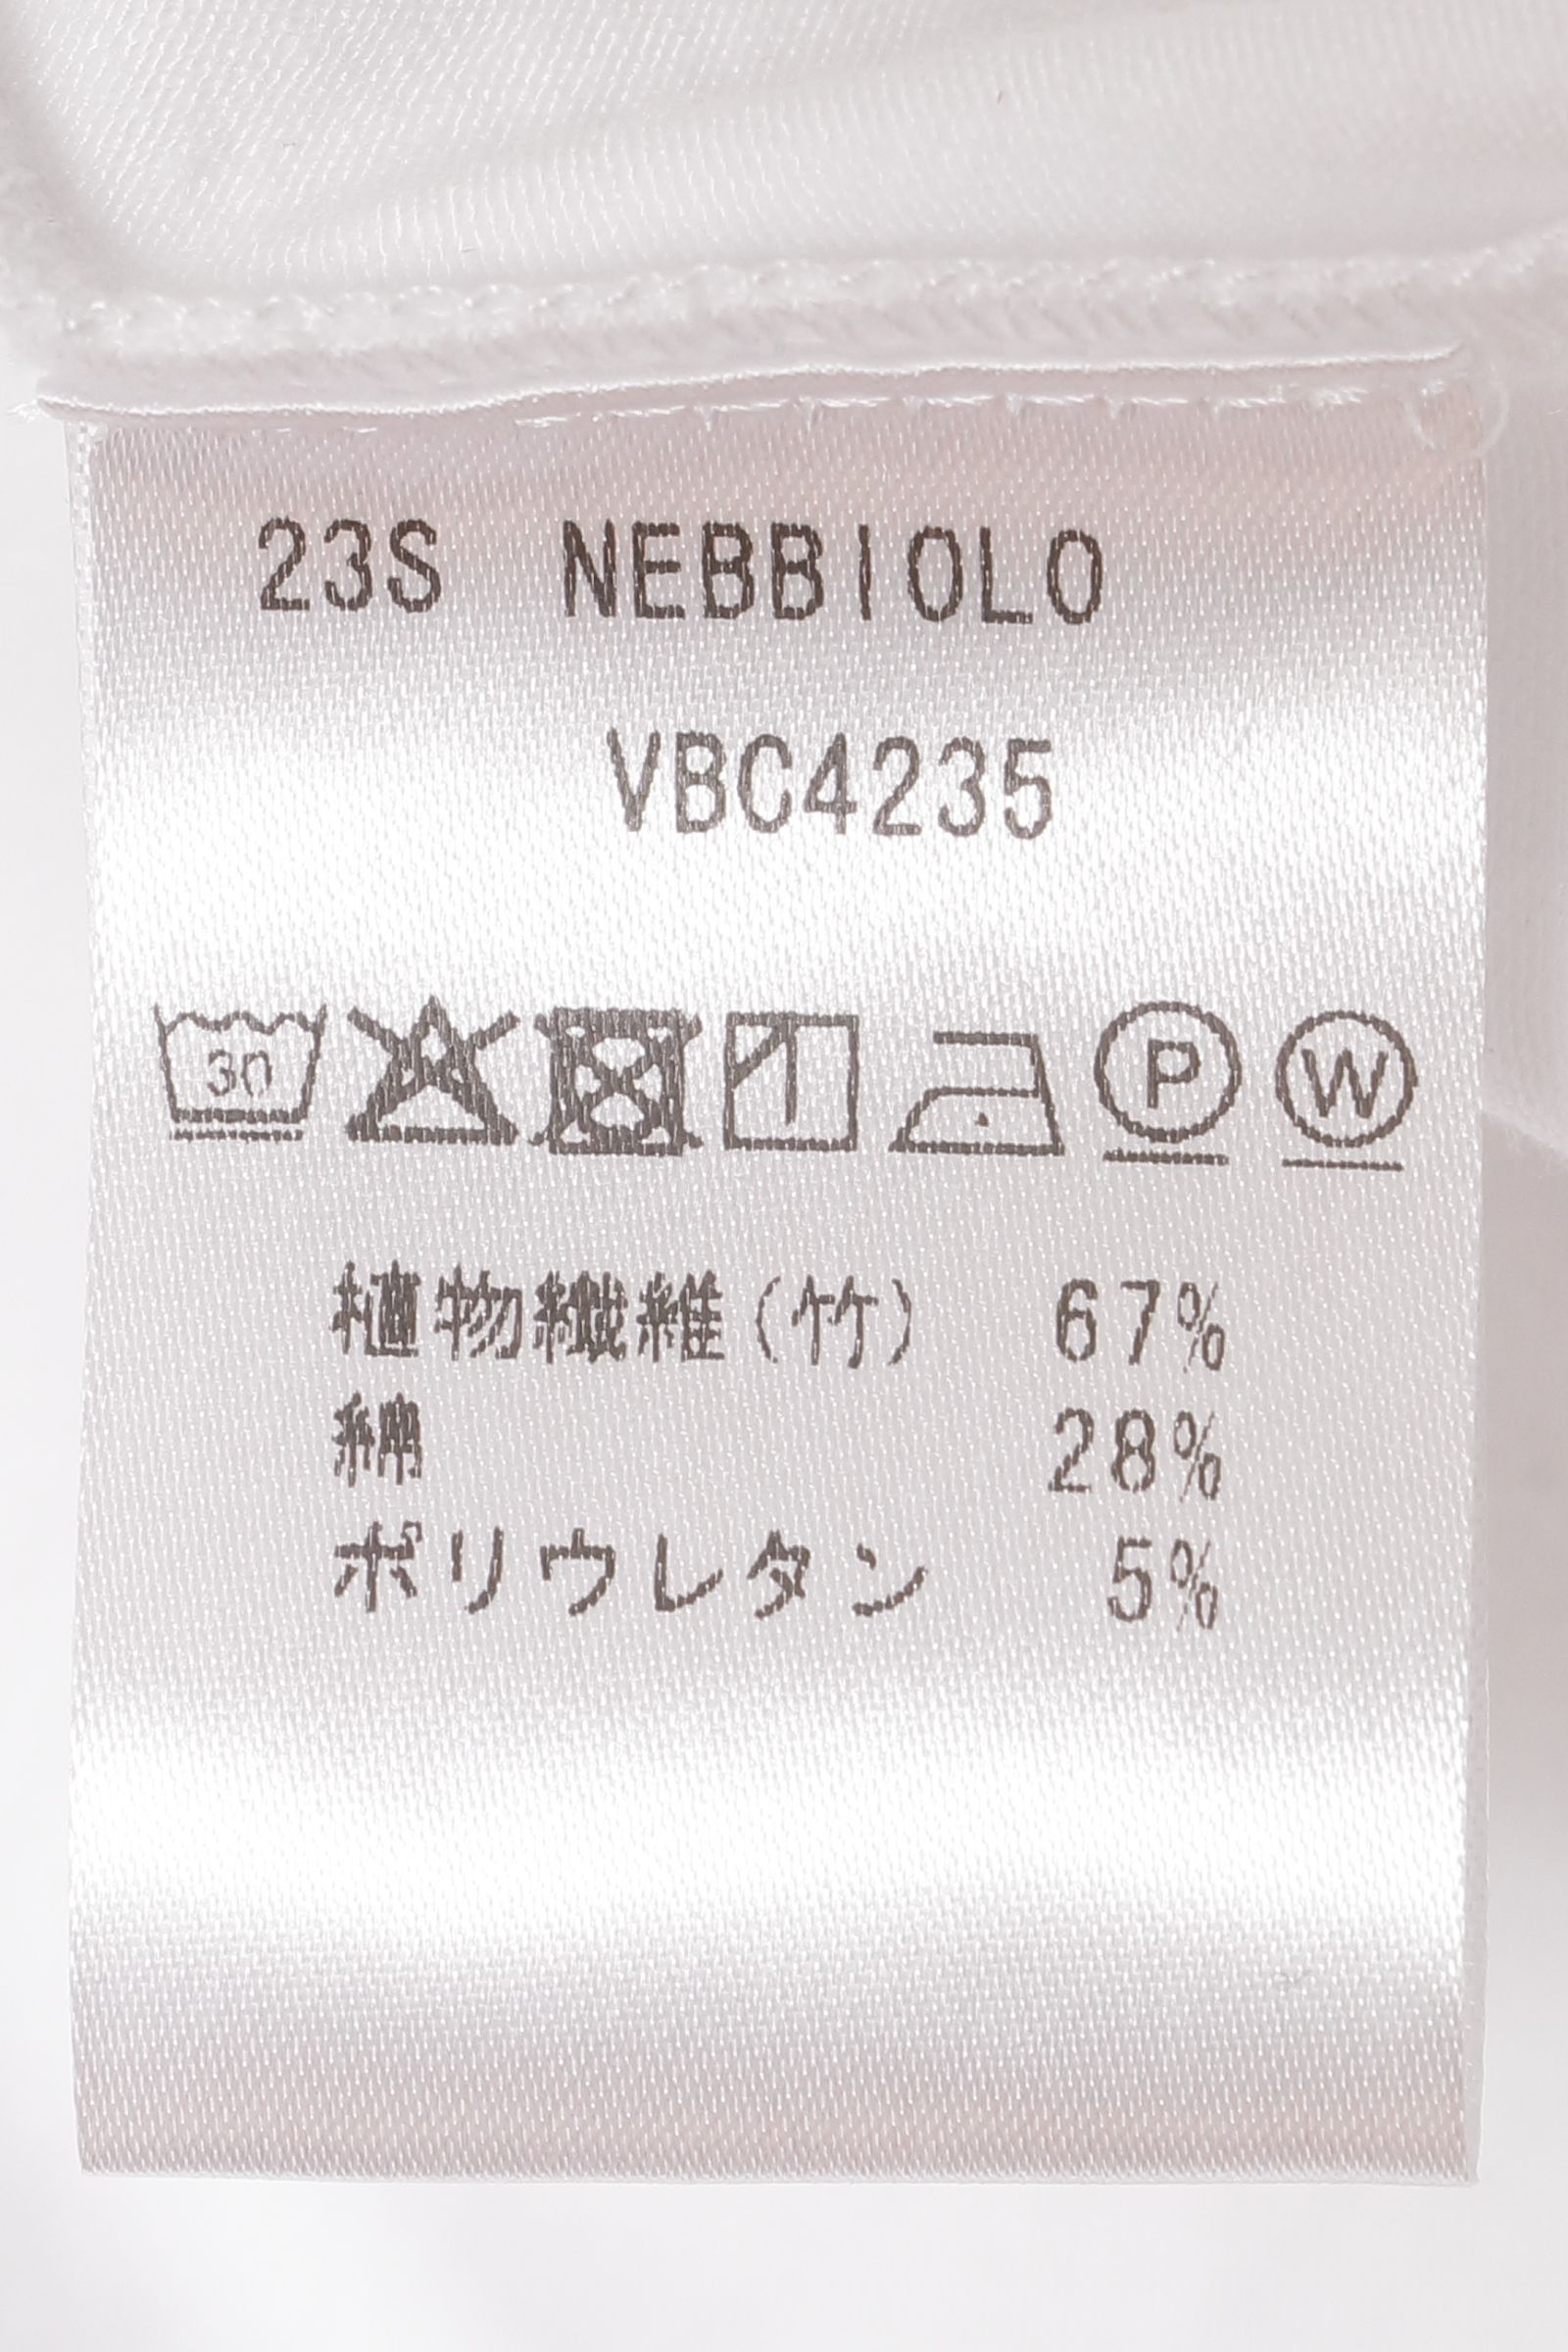 23S NEBBIOLO
VBC4235
30 P W
植物繊維(竹) 67%
綿 28%
ポリウレタン 5%